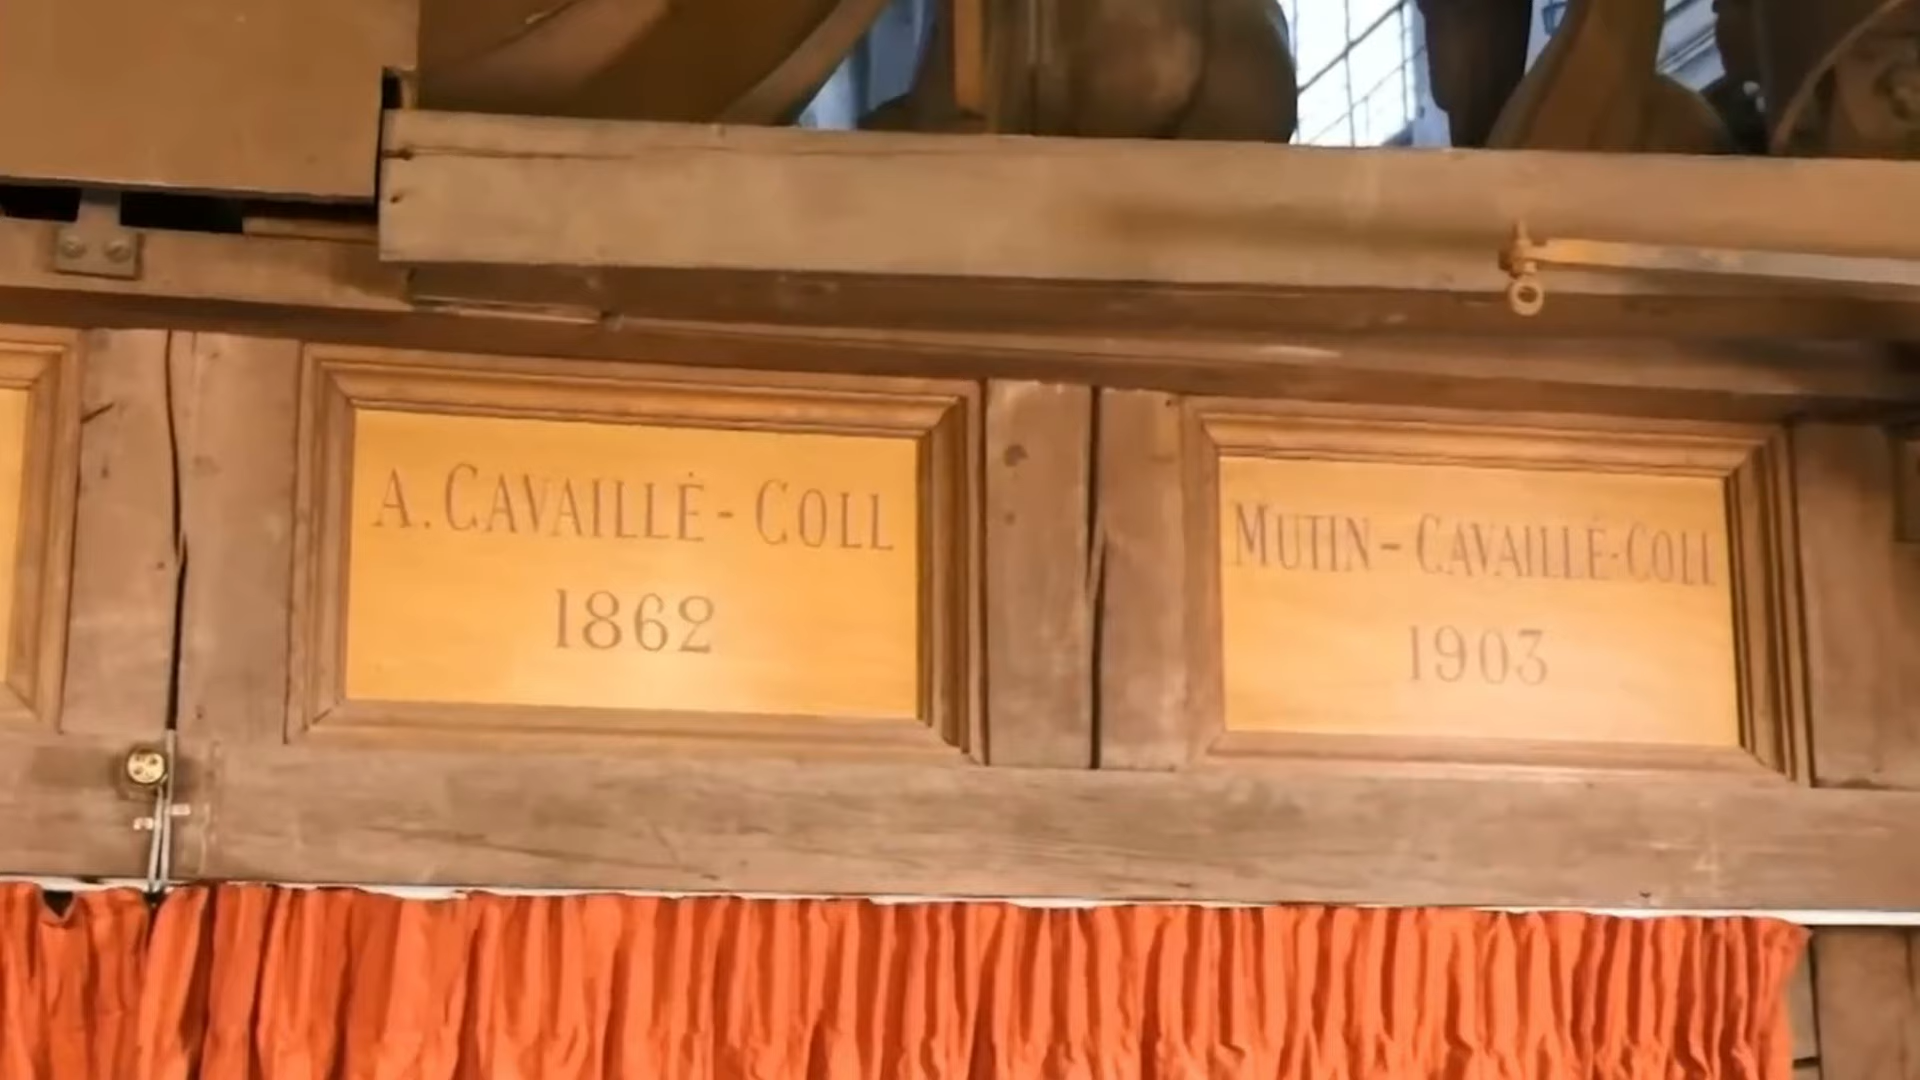 A. CAVAILLÉ - COLL
1862
MUTIN - CAVAILLÉ-COLL
1903